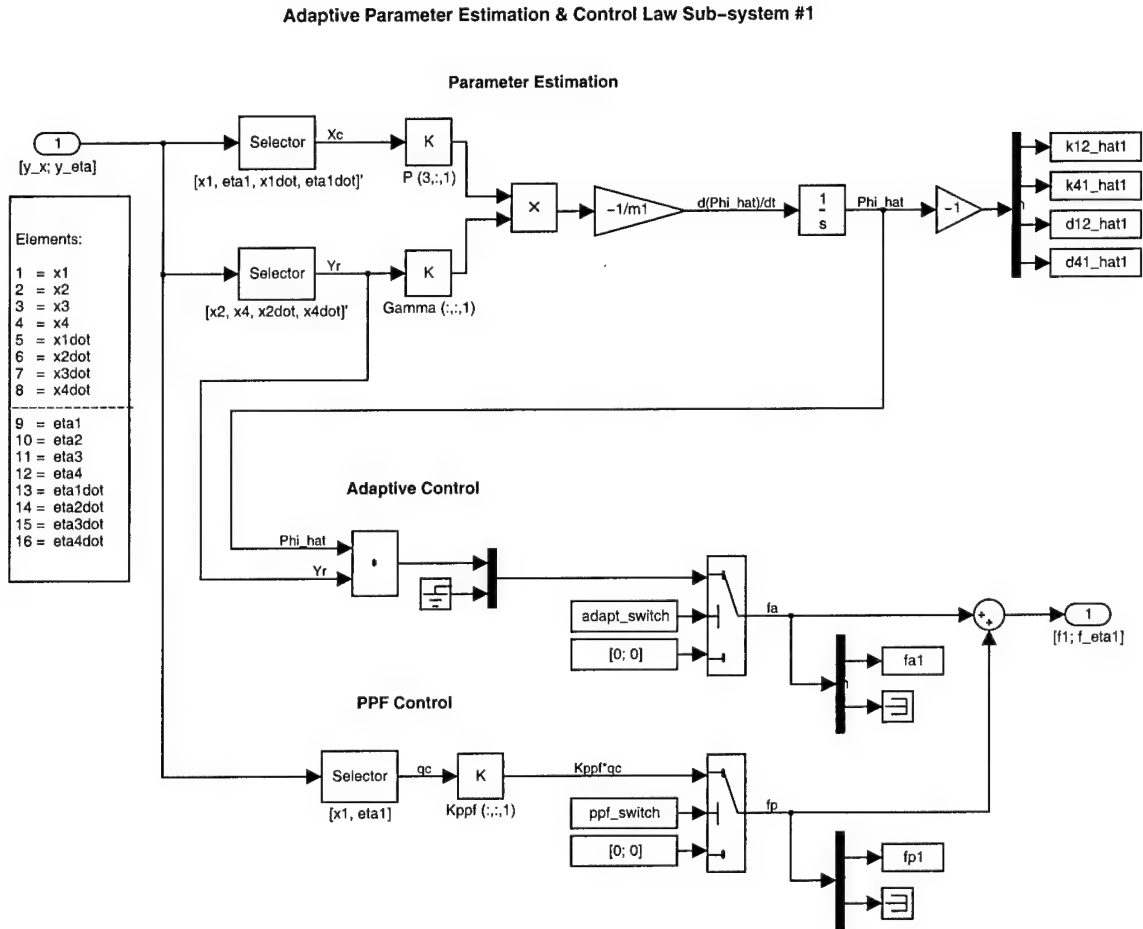 Adaptive Parameter Estimation & Control Law Sub-system #1
Parameter Estimation
1
[y_x; y_eta]
Selector
Xc
[x1, eta1, x1dot, eta1dot]'
K
P (3,:,1)
×
-1/m1
d(Phi_hat)/dt
1
s
Phi_hat
-1
k12_hat1
k41_hat1
d12_hat1
d41_hat1
Selector
Yr
[x2, x4, x2dot, x4dot]'
K
Gamma (:,:,1)
Elements:
1 = x1
2 = x2
3 = x3
4 = x4
5 = x1dot
6 = x2dot
7 = x3dot
8 = x4dot
9 = eta1
10 = eta2
11 = eta3
12 = eta4
13 = eta1dot
14 = eta2dot
15 = eta3dot
16 = eta4dot
Adaptive Control
Phi_hat
Yr
adapt_switch
[0; 0]
fa
fa1
+
+
1
[f1; f_eta1]
PPF Control
Selector
[x1, eta1]
qc
K
Kppf (:,:,1)
Kppf*qc
ppf_switch
[0; 0]
fp
fp1